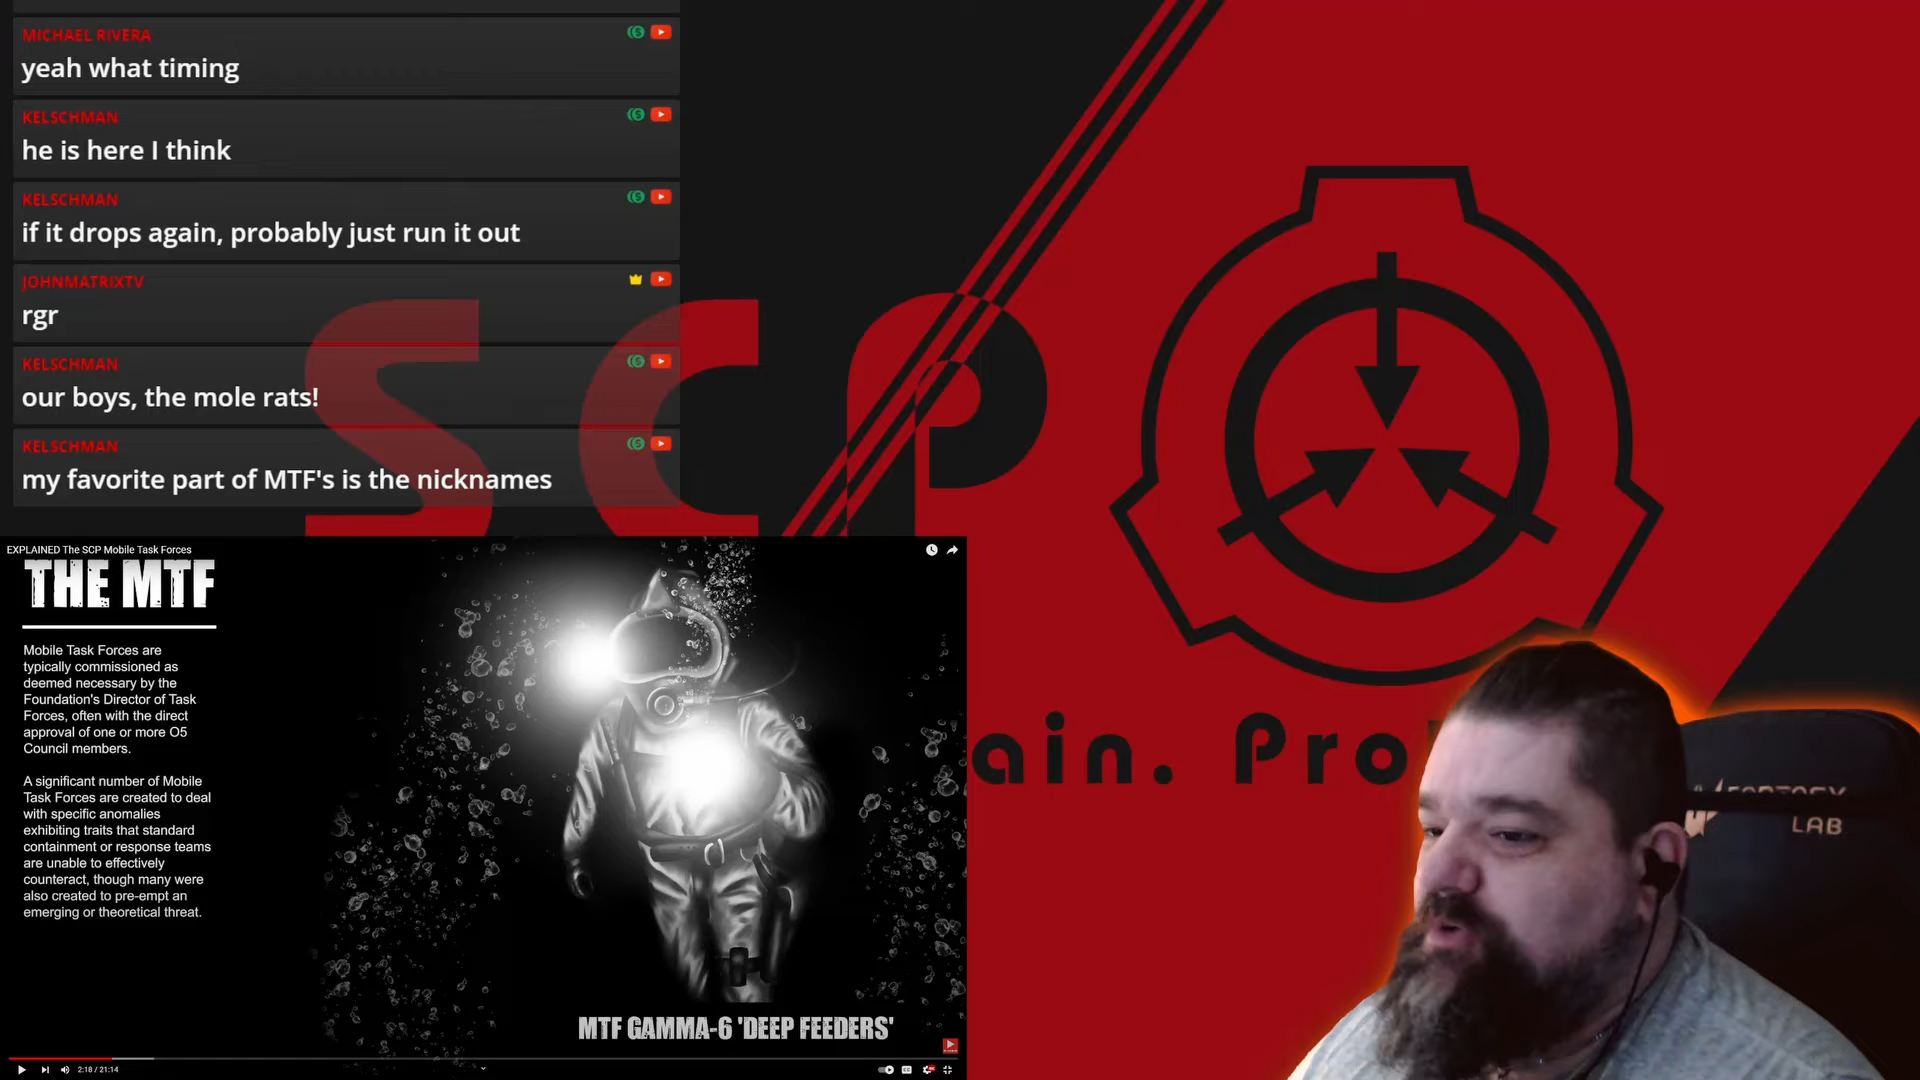 MICHAEL RIVERA
yeah what timing
KELSCHMAN
he is here I think
KELSCHMAN
if it drops again, probably just run it out
JOHNMATRIXTV
rgr
KELSCHMAN
our boys, the mole rats!
KELSCHMAN
my favorite part of MTF's is the nicknames
SCP
ain. Pro
LAB
EXPLAINED The SCP Mobile Task Forces
THE MTF
Mobile Task Forces are
typically commissioned as
deemed necessary by the
Foundation's Director of Task
Forces, often with the direct
approval of one or more O5
Council members.
A significant number of Mobile
Task Forces are created to deal
with specific anomalies
exhibiting traits that standard
containment or response teams
are unable to effectively
counteract, though many were
also created to pre-empt an
emerging or theoretical threat.
MTF GAMMA-6 'DEEP FEEDERS'
2:18 / 21:14